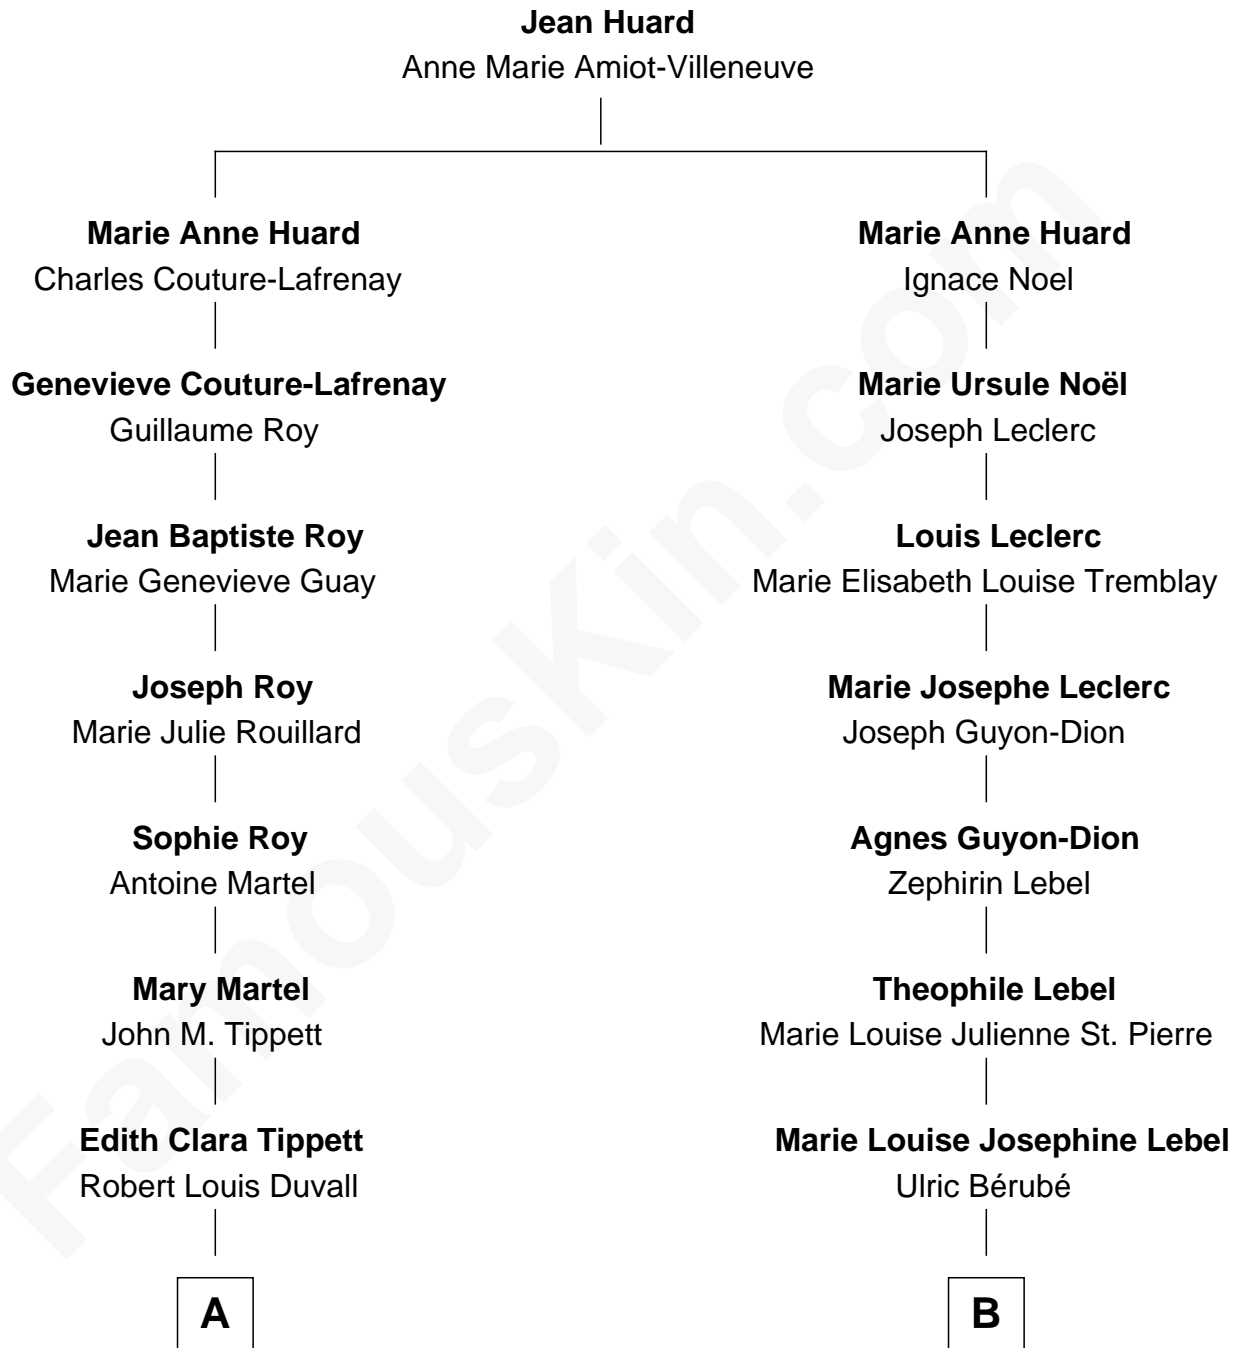 Jean Huard
Anne Marie Amiot-Villeneuve
Marie Anne Huard
Charles Couture-Lafrenay
Genevieve Couture-Lafrenay
Guillaume Roy
Jean Baptiste Roy
Marie Genevieve Guay
Joseph Roy
Marie Julie Rouillard
Sophie Roy
Antoine Martel
Mary Martel
John M. Tippett
Edith Clara Tippett
Robert Louis Duvall
A
Marie Anne Huard
Ignace Noel
Marie Ursule Noël
Joseph Leclerc
Louis Leclerc
Marie Elisabeth Louise Tremblay
Marie Josephe Leclerc
Joseph Guyon-Dion
Agnes Guyon-Dion
Zephirin Lebel
Theophile Lebel
Marie Louise Julienne St. Pierre
Marie Louise Josephine Lebel
Ulric Bérubé
B
FamousKin.com